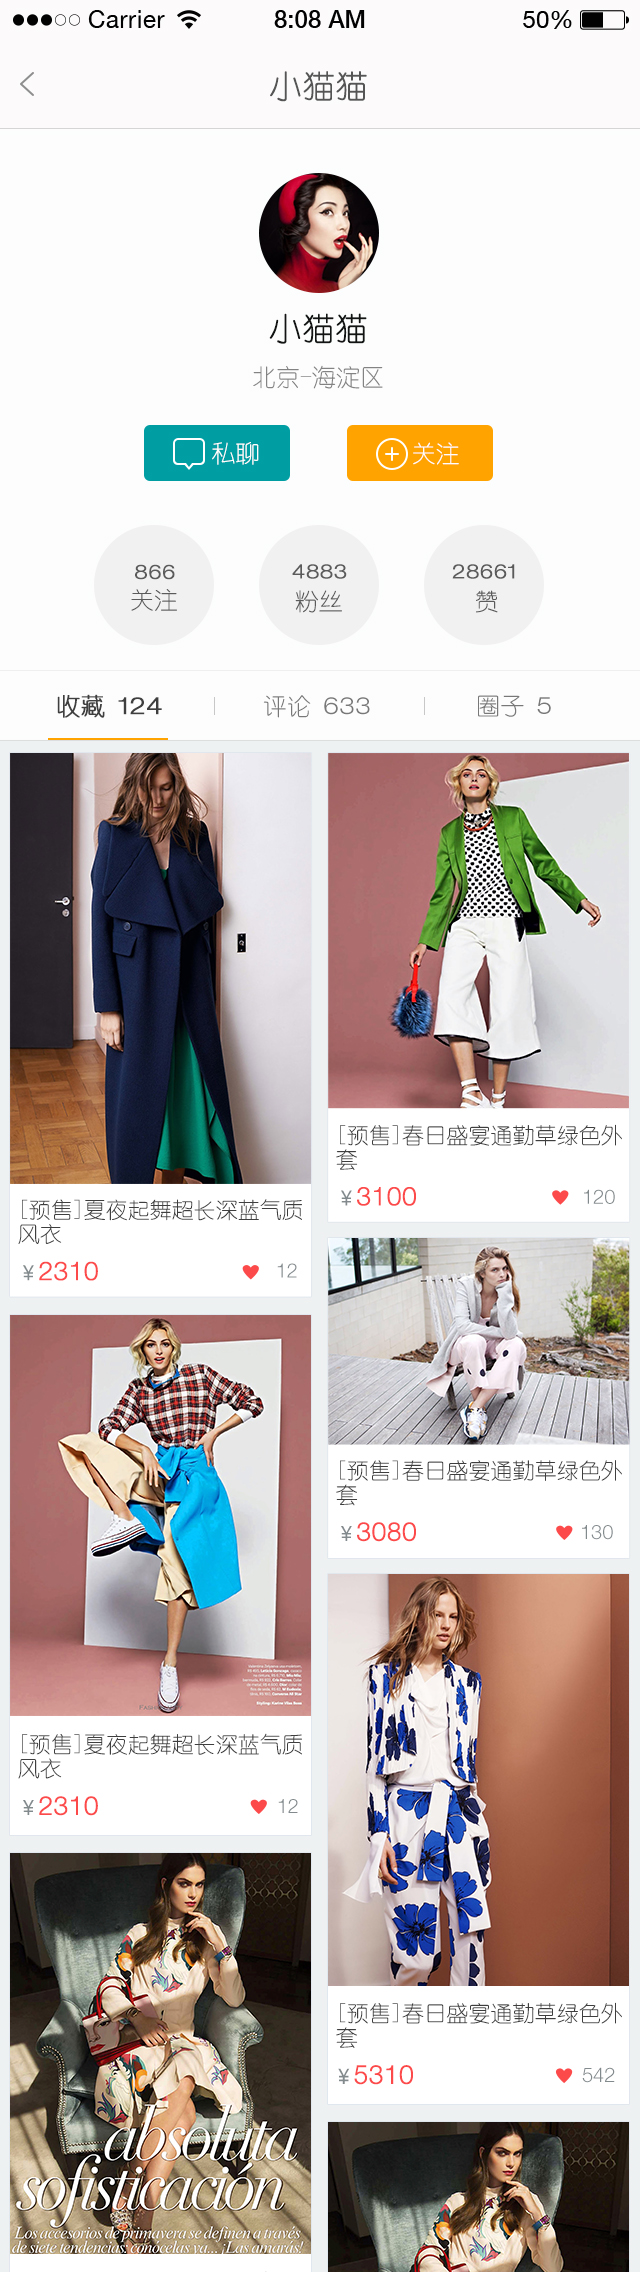 Carrier 8:08 AM 50%
小猫猫
小猫猫
北京-海淀区
私聊 关注
866 4883 28661
关注 粉丝 赞
收藏 124 评论 633 圈子 5
[预售]夏夜起舞超长深蓝气质
风衣
¥2310 12
[预售]春日盛宴通勤草绿色外
套
¥3100 120
[预售]春日盛宴通勤草绿色外
套
¥3080 130
[预售]夏夜起舞超长深蓝气质
风衣
¥2310 12
[预售]春日盛宴通勤草绿色外
套
¥5310 542
absoluta
sofisticación
Los accesorios de primavera se definen a través
de siete tendencias: conócelas ya... ¡Las amarás!